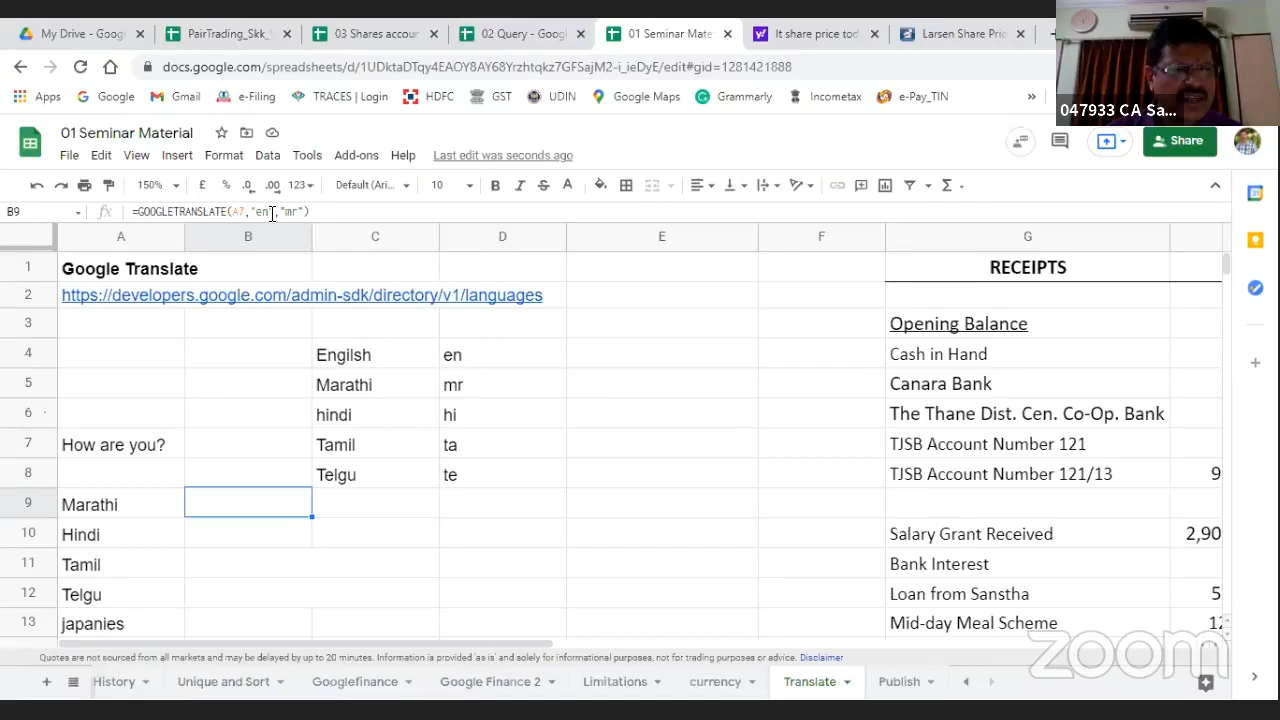 My Drive - Goog
PairTrading_Skk_
03 Shares accour
02 Query - Goog
01 Seminar Mate
It share price tod
Larsen Share Pric
docs.google.com/spreadsheets/d/1UDktaDTqy4EAOY8AY68Yrzhtqkz7GFSajM2-i_ieDyE/edit#gid=1281421888
Apps
Google
Gmail
e-Filing
TRACES | Login
HDFC
GST
UDIN
Google Maps
Grammarly
Incometax
e-Pay_TIN
»
047933 CA Sa...
01 Seminar Material
Share
File Edit View Insert Format Data Tools Add-ons Help Last edit was seconds ago
150% £ % .0 .00 123 Default (Ari... 10 B I S A Σ
B9 fx =GOOGLETRANSLATE(A7,"en","mr")
A B C D E F G
1 Google Translate RECEIPTS
2 https://developers.google.com/admin-sdk/directory/v1/languages
3 Opening Balance
4 Engilsh en Cash in Hand
5 Marathi mr Canara Bank
6 hindi hi The Thane Dist. Cen. Co-Op. Bank
7 How are you? Tamil ta TJSB Account Number 121
8 Telgu te TJSB Account Number 121/13 9
9 Marathi
10 Hindi Salary Grant Received 2,90
11 Tamil Bank Interest
12 Telgu Loan from Sanstha 5
13 japanies Mid-day Meal Scheme 12
zoom
Quotes are not sourced from all markets and may be delayed by up to 20 minutes. Information is provided 'as is' and solely for informational purposes, not for trading purposes or advice. Disclaimer
History Unique and Sort Googlefinance Google Finance 2 Limitations currency Translate Publish